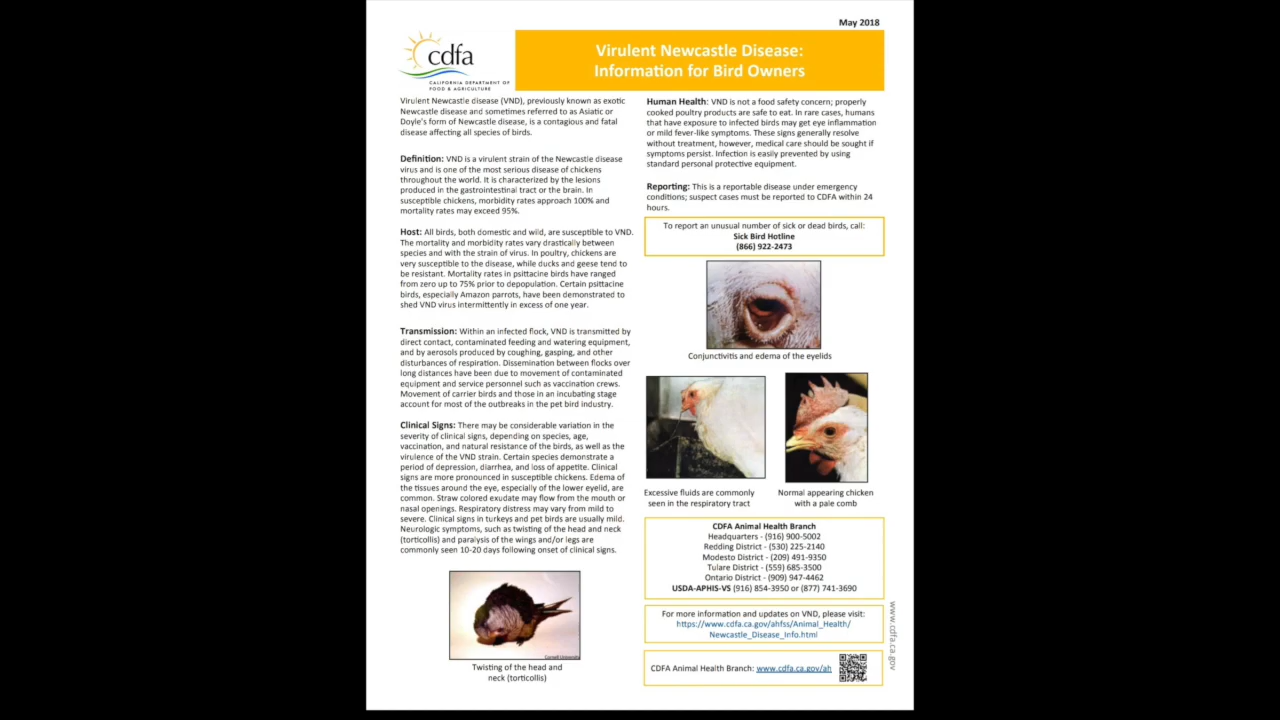 May 2018
cdfa
CALIFORNIA DEPARTMENT OF
FOOD & AGRICULTURE
Virulent Newcastle Disease:
Information for Bird Owners
Virulent Newcastle disease (VND), previously known as exotic
Newcastle disease and sometimes referred to as Asiatic or
Doyle's form of Newcastle disease, is a contagious and fatal
disease affecting all species of birds.
Definition: VND is a virulent strain of the Newcastle disease
virus and is one of the most serious disease of chickens
throughout the world. It is characterized by the lesions
produced in the gastrointestinal tract or the brain. In
susceptible chickens, morbidity rates approach 100% and
mortality rates may exceed 95%.
Host: All birds, both domestic and wild, are susceptible to VND.
The mortality and morbidity rates vary drastically between
species and with the strain of virus. In poultry, chickens are
very susceptible to the disease, while ducks and geese tend to
be resistant. Mortality rates in psittacine birds have ranged
from zero up to 75% prior to depopulation. Certain psittacine
birds, especially Amazon parrots, have been demonstrated to
shed VND virus intermittently in excess of one year.
Transmission: Within an infected flock, VND is transmitted by
direct contact, contaminated feeding and watering equipment,
and by aerosols produced by coughing, gasping, and other
disturbances of respiration. Dissemination between flocks over
long distances have been due to movement of contaminated
equipment and service personnel such as vaccination crews.
Movement of carrier birds and those in an incubating stage
account for most of the outbreaks in the pet bird industry.
Clinical Signs: There may be considerable variation in the
severity of clinical signs, depending on species, age,
vaccination, and natural resistance of the birds, as well as the
virulence of the VND strain. Certain species demonstrate a
period of depression, diarrhea, and loss of appetite. Clinical
signs are more pronounced in susceptible chickens. Edema of
the tissues around the eye, especially of the lower eyelid, are
common. Straw colored exudate may flow from the mouth or
nasal openings. Respiratory distress may vary from mild to
severe. Clinical signs in turkeys and pet birds are usually mild.
Neurologic symptoms, such as twisting of the head and neck
(torticollis) and paralysis of the wings and/or legs are
commonly seen 10-20 days following onset of clinical signs.
Cornell University
Twisting of the head and
neck (torticollis)
Human Health: VND is not a food safety concern; properly
cooked poultry products are safe to eat. In rare cases, humans
that have exposure to infected birds may get eye inflammation
or mild fever-like symptoms. These signs generally resolve
without treatment, however, medical care should be sought if
symptoms persist. Infection is easily prevented by using
standard personal protective equipment.
Reporting: This is a reportable disease under emergency
conditions; suspect cases must be reported to CDFA within 24
hours.
To report an unusual number of sick or dead birds, call:
Sick Bird Hotline
(866) 922-2473
Conjunctivitis and edema of the eyelids
Excessive fluids are commonly
seen in the respiratory tract
Normal appearing chicken
with a pale comb
CDFA Animal Health Branch
Headquarters - (916) 900-5002
Redding District - (530) 225-2140
Modesto District - (209) 491-9350
Tulare District - (559) 685-3500
Ontario District - (909) 947-4462
USDA-APHIS-VS (916) 854-3950 or (877) 741-3690
For more information and updates on VND, please visit:
https://www.cdfa.ca.gov/ahfss/Animal_Health/
Newcastle_Disease_Info.html
CDFA Animal Health Branch: www.cdfa.ca.gov/ah
www.cdfa.ca.gov